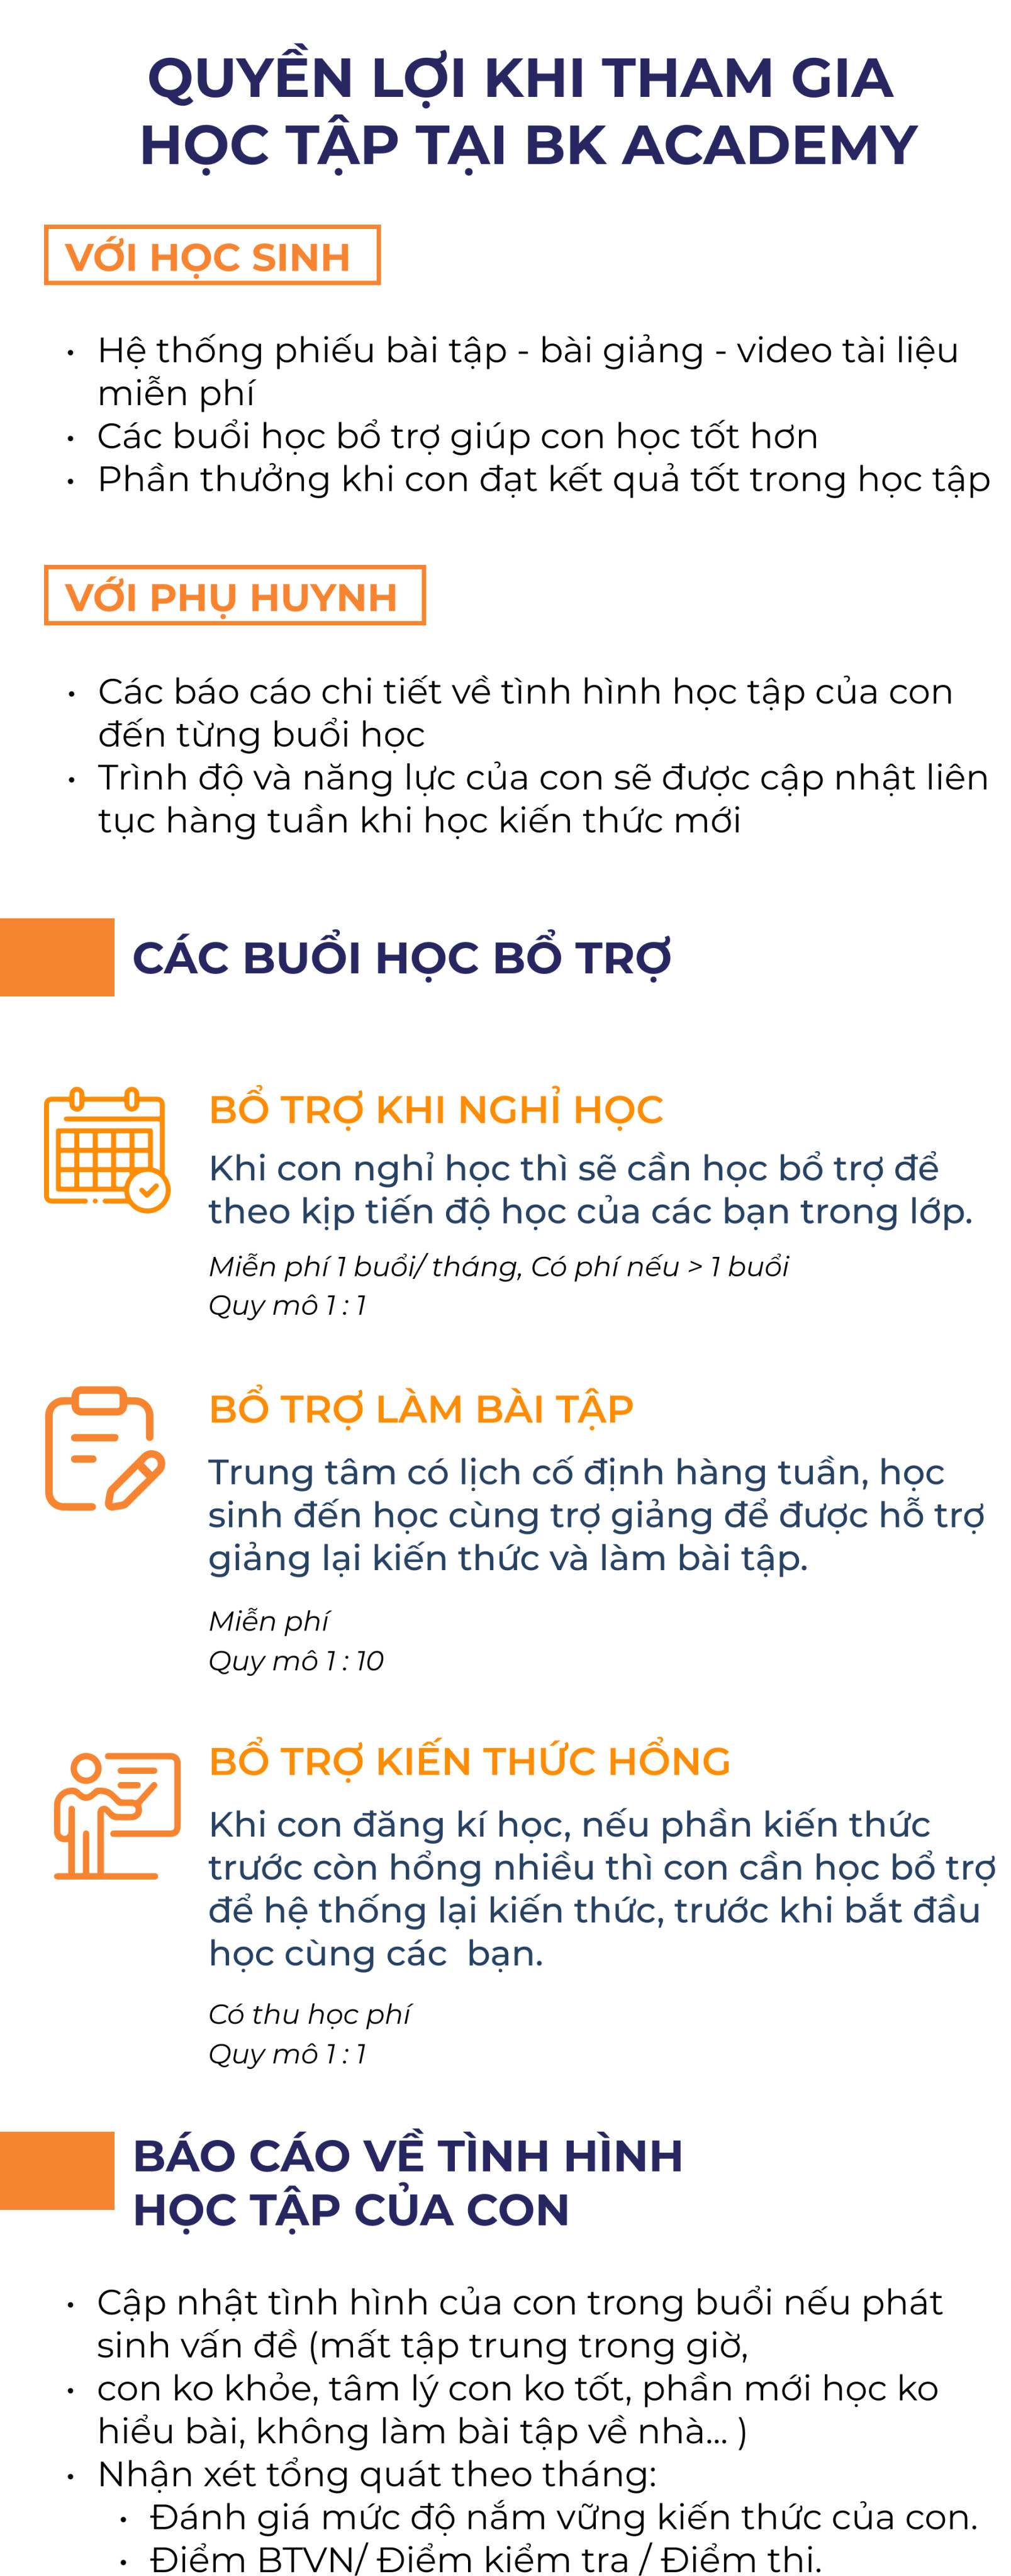 QUYỀN LỢI KHI THAM GIA
HỌC TẬP TẠI BK ACADEMY
VỚI HỌC SINH
• Hệ thống phiếu bài tập - bài giảng - video tài liệu
miễn phí
• Các buổi học bổ trợ giúp con học tốt hơn
• Phần thưởng khi con đạt kết quả tốt trong học tập
VỚI PHỤ HUYNH
• Các báo cáo chi tiết về tình hình học tập của con
đến từng buổi học
• Trình độ và năng lực của con sẽ được cập nhật liên
tục hàng tuần khi học kiến thức mới
CÁC BUỔI HỌC BỔ TRỢ
BỔ TRỢ KHI NGHỈ HỌC
Khi con nghỉ học thì sẽ cần học bổ trợ để
theo kịp tiến độ học của các bạn trong lớp.
Miễn phí 1 buổi/ tháng, Có phí nếu > 1 buổi
Quy mô 1 : 1
BỔ TRỢ LÀM BÀI TẬP
Trung tâm có lịch cố định hàng tuần, học
sinh đến học cùng trợ giảng để được hỗ trợ
giảng lại kiến thức và làm bài tập.
Miễn phí
Quy mô 1 : 10
BỔ TRỢ KIẾN THỨC HỔNG
Khi con đăng kí học, nếu phần kiến thức
trước còn hổng nhiều thì con cần học bổ trợ
để hệ thống lại kiến thức, trước khi bắt đầu
học cùng các  bạn.
Có thu học phí
Quy mô 1 : 1
BÁO CÁO VỀ TÌNH HÌNH
HỌC TẬP CỦA CON
• Cập nhật tình hình của con trong buổi nếu phát
sinh vấn đề (mất tập trung trong giờ,
• con ko khỏe, tâm lý con ko tốt, phần mới học ko
hiểu bài, không làm bài tập về nhà... )
• Nhận xét tổng quát theo tháng:
• Đánh giá mức độ nắm vững kiến thức của con.
• Điểm BTVN/ Điểm kiểm tra / Điểm thi.